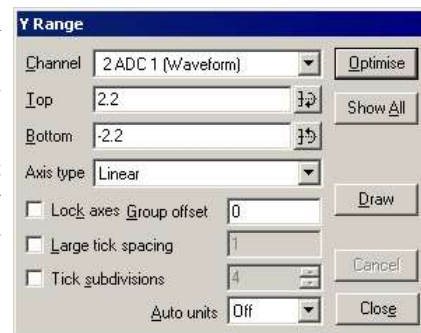 Y Range
Channel 2 ADC 1 (Waveform) Optimise
Top 2.2 Show All
Bottom -2.2
Axis type Linear
Lock axes Group offset 0 Draw
Large tick spacing 1
Tick subdivisions 4 Cancel
Auto units Off Close